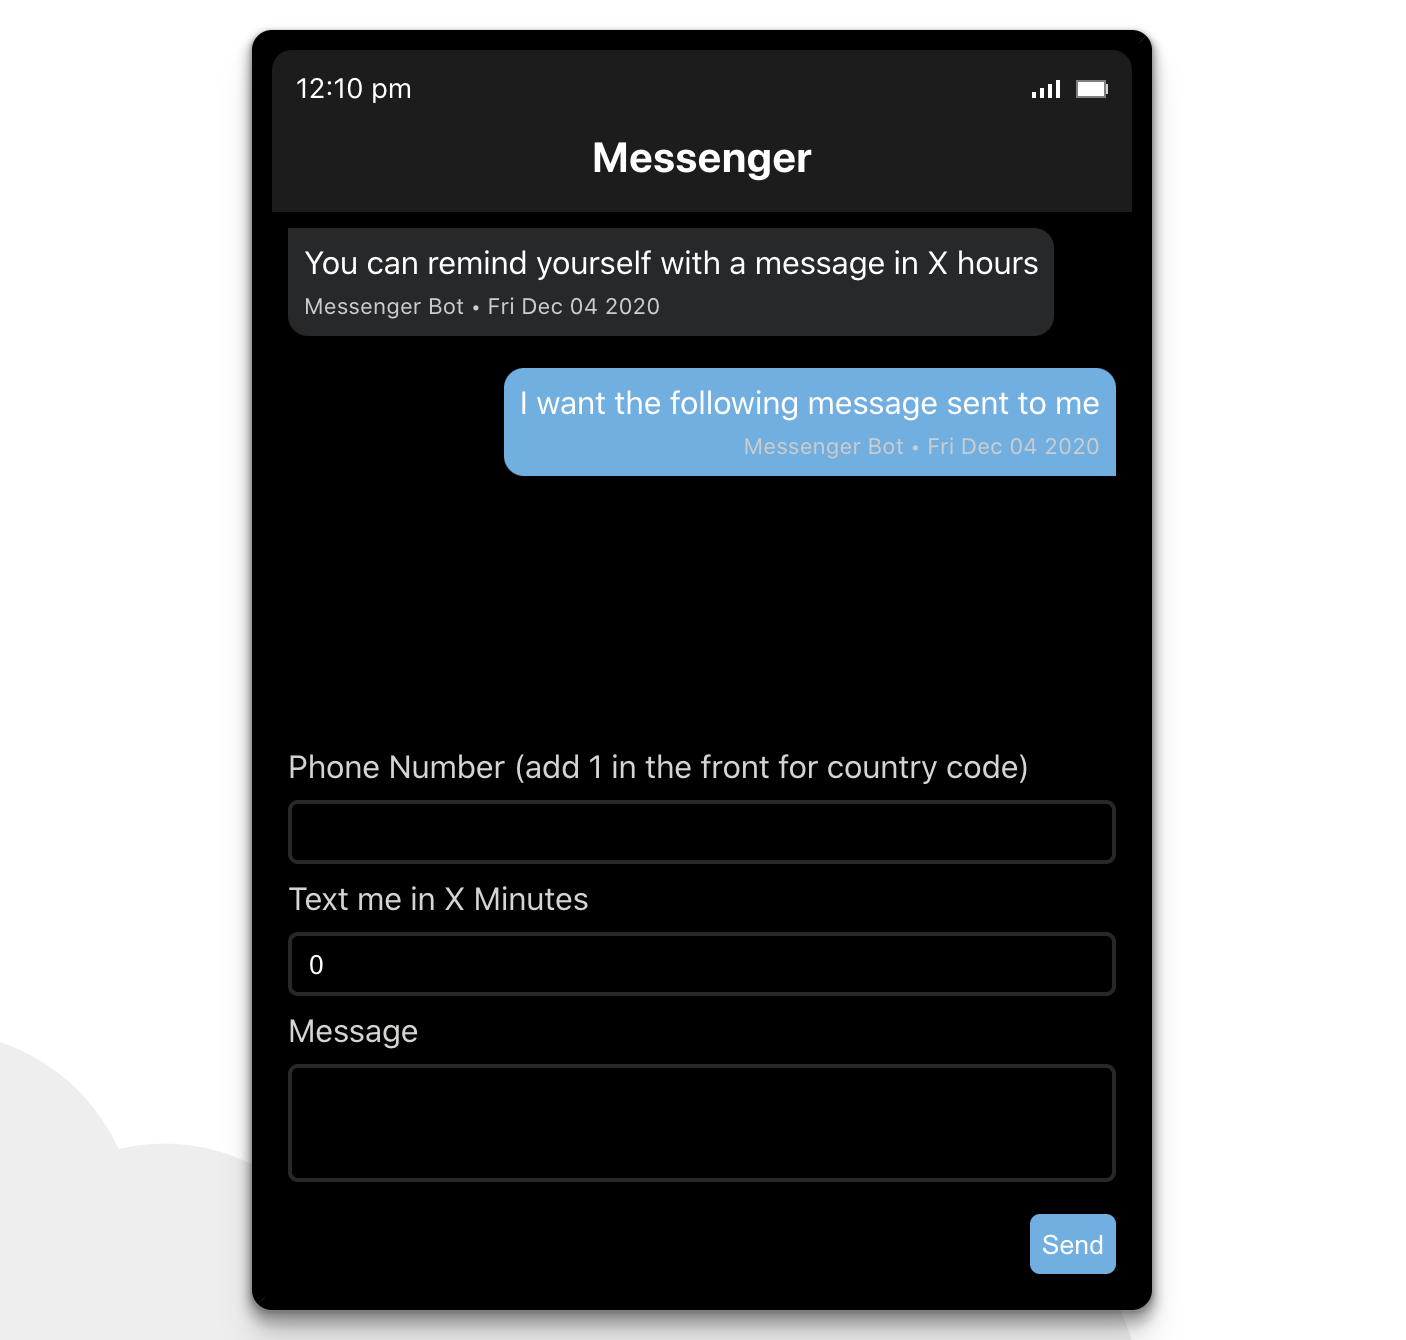 12:10 pm
Messenger
You can remind yourself with a message in X hours
Messenger Bot • Fri Dec 04 2020
I want the following message sent to me
Messenger Bot • Fri Dec 04 2020
Phone Number (add 1 in the front for country code)
Text me in X Minutes
0
Message
Send